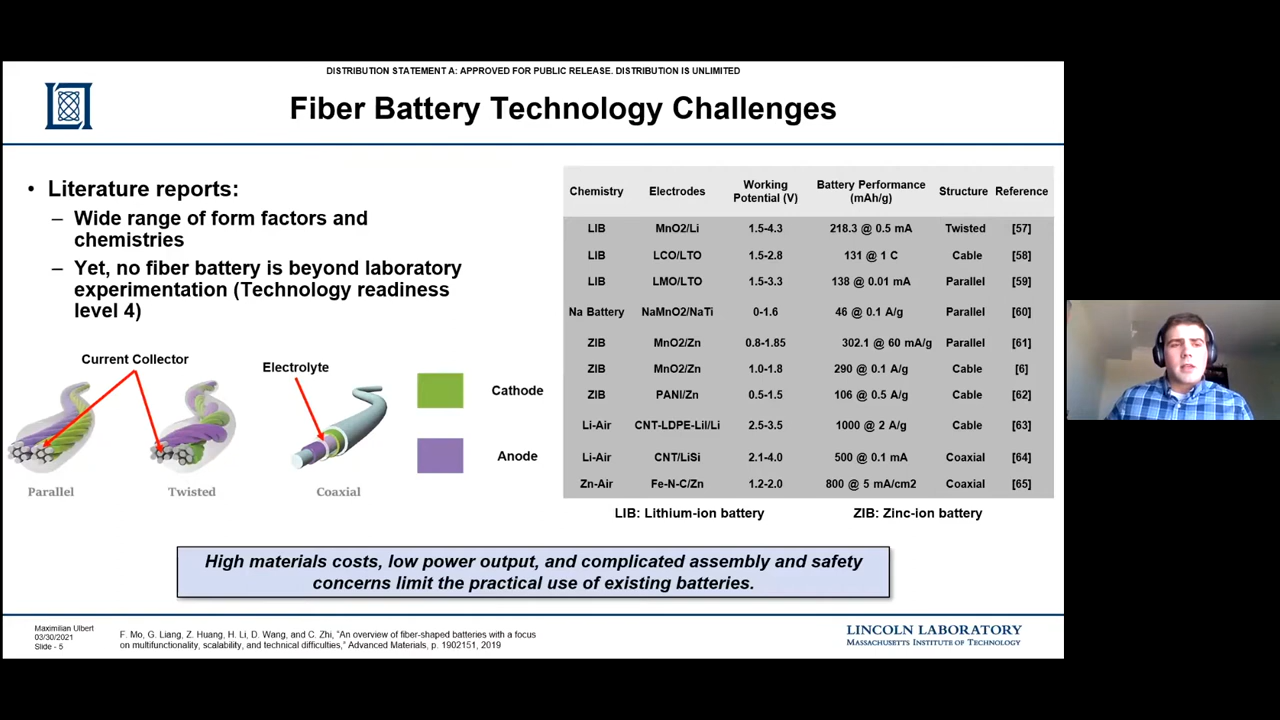 DISTRIBUTION STATEMENT A: APPROVED FOR PUBLIC RELEASE. DISTRIBUTION IS UNLIMITED
Fiber Battery Technology Challenges
• Literature reports:
– Wide range of form factors and
chemistries
– Yet, no fiber battery is beyond laboratory
experimentation (Technology readiness
level 4)
Current Collector
Electrolyte
Cathode
Anode
Parallel
Twisted
Coaxial
Chemistry Electrodes Working Potential (V) Battery Performance (mAh/g) Structure Reference
LIB MnO2/Li 1.5-4.3 218.3 @ 0.5 mA Twisted [57]
LIB LCO/LTO 1.5-2.8 131 @ 1 C Cable [58]
LIB LMO/LTO 1.5-3.3 138 @ 0.01 mA Parallel [59]
Na Battery NaMnO2/NaTi 0-1.6 46 @ 0.1 A/g Parallel [60]
ZIB MnO2/Zn 0.8-1.85 302.1 @ 60 mA/g Parallel [61]
ZIB MnO2/Zn 1.0-1.8 290 @ 0.1 A/g Cable [6]
ZIB PANI/Zn 0.5-1.5 106 @ 0.5 A/g Cable [62]
Li-Air CNT-LDPE-LiI/Li 2.5-3.5 1000 @ 2 A/g Cable [63]
Li-Air CNT/LiSi 2.1-4.0 500 @ 0.1 mA Coaxial [64]
Zn-Air Fe-N-C/Zn 1.2-2.0 800 @ 5 mA/cm2 Coaxial [65]
LIB: Lithium-ion battery ZIB: Zinc-ion battery
High materials costs, low power output, and complicated assembly and safety
concerns limit the practical use of existing batteries.
Maximilian Ulbert
03/30/2021
Slide - 5
F. Mo, G. Liang, Z. Huang, H. Li, D. Wang, and C. Zhi, "An overview of fiber-shaped batteries with a focus
on multifunctionality, scalability, and technical difficulties," Advanced Materials, p. 1902151, 2019
LINCOLN LABORATORY
MASSACHUSETTS INSTITUTE OF TECHNOLOGY